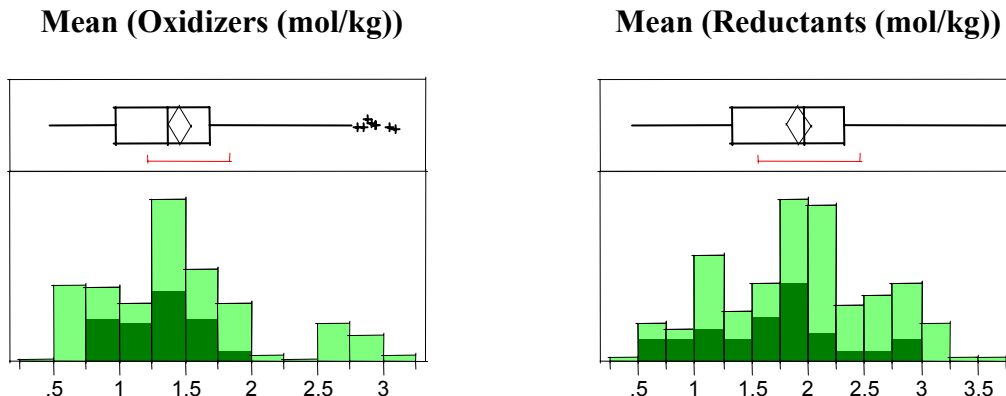 Mean (Oxidizers (mol/kg))
Mean (Reductants (mol/kg))
.5 1 1.5 2 2.5 3
.5 1 1.5 2 2.5 3 3.5